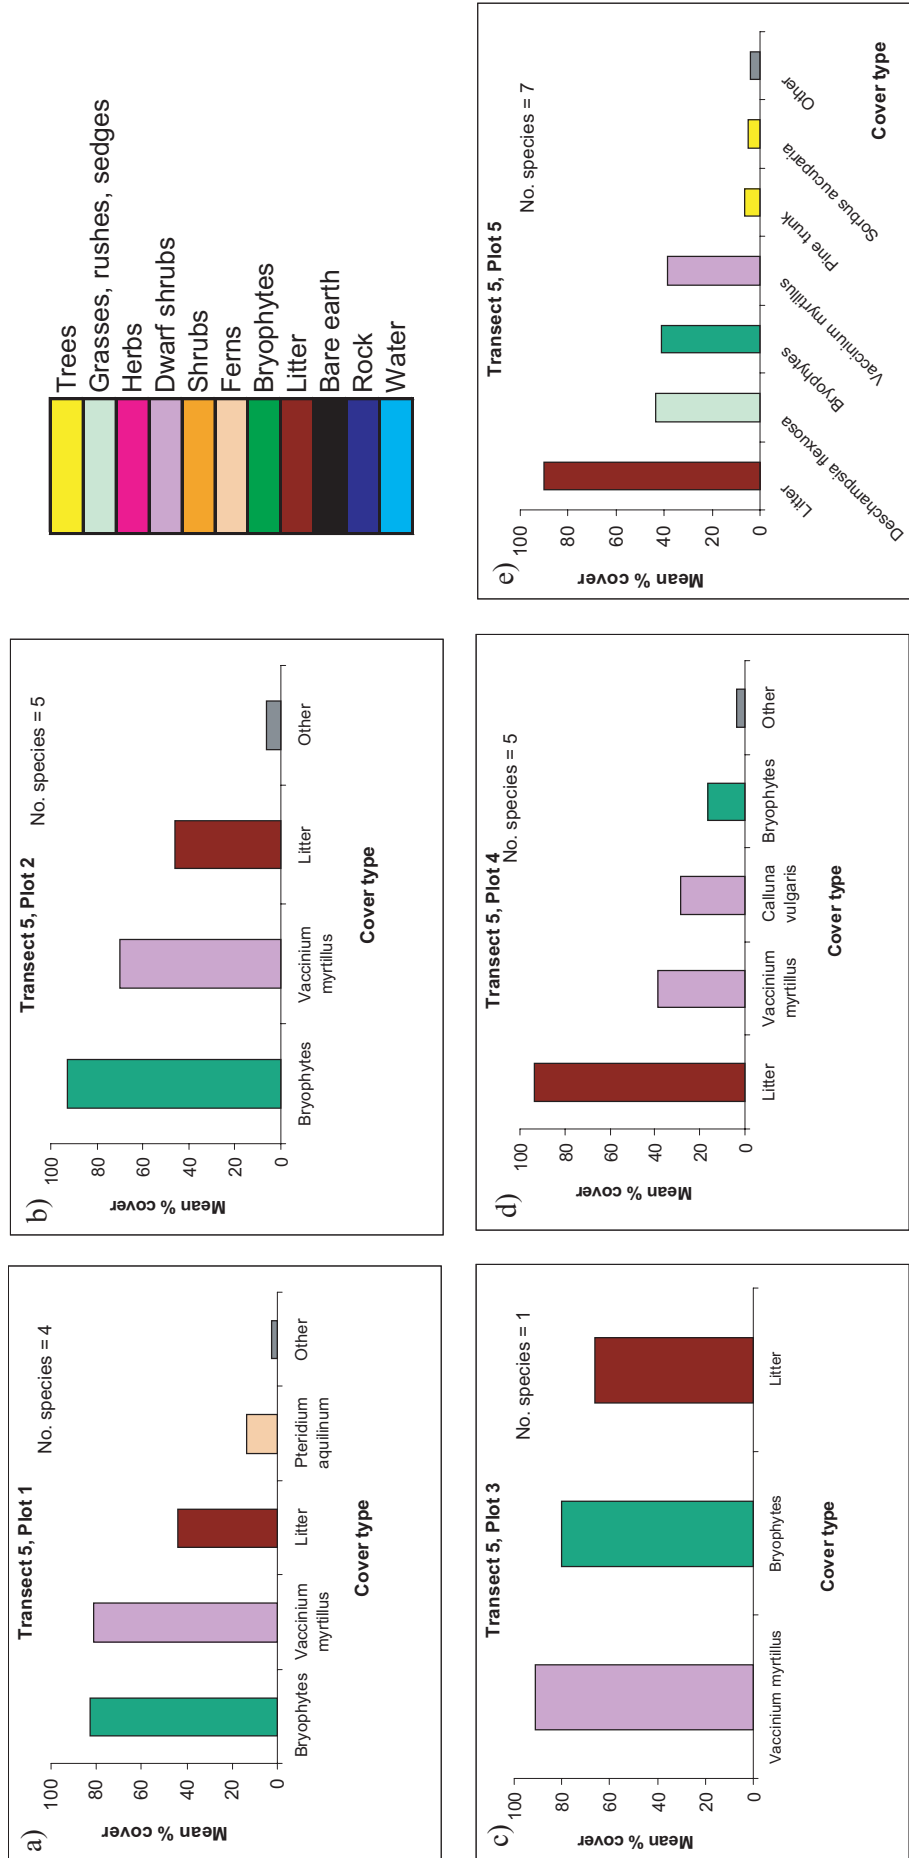 a)
Transect 5, Plot 1
No. species = 4
100
80
60
40
20
0
Mean % cover
Bryophytes
Vaccinium
myrtillus
Litter
Pteridium
aquilinum
Other
Cover type
b)
Transect 5, Plot 2
No. species = 5
100
80
60
40
20
0
Mean % cover
Bryophytes
Vaccinium
myrtillus
Litter
Other
Cover type
Trees
Grasses, rushes, sedges
Herbs
Dwarf shrubs
Shrubs
Ferns
Bryophytes
Litter
Bare earth
Rock
Water
c)
Transect 5, Plot 3
No. species = 1
100
80
60
40
20
0
Mean % cover
Vaccinium myrtillus
Bryophytes
Litter
Cover type
d)
Transect 5, Plot 4
No. species = 5
100
80
60
40
20
0
Mean % cover
Litter
Vaccinium
myrtillus
Calluna
vulgaris
Bryophytes
Other
Cover type
e)
Transect 5, Plot 5
No. species = 7
100
80
60
40
20
0
Mean % cover
Litter
Deschampsia flexuosa
Bryophytes
Vaccinium myrtillus
Pine trunk
Sorbus aucuparia
Other
Cover type